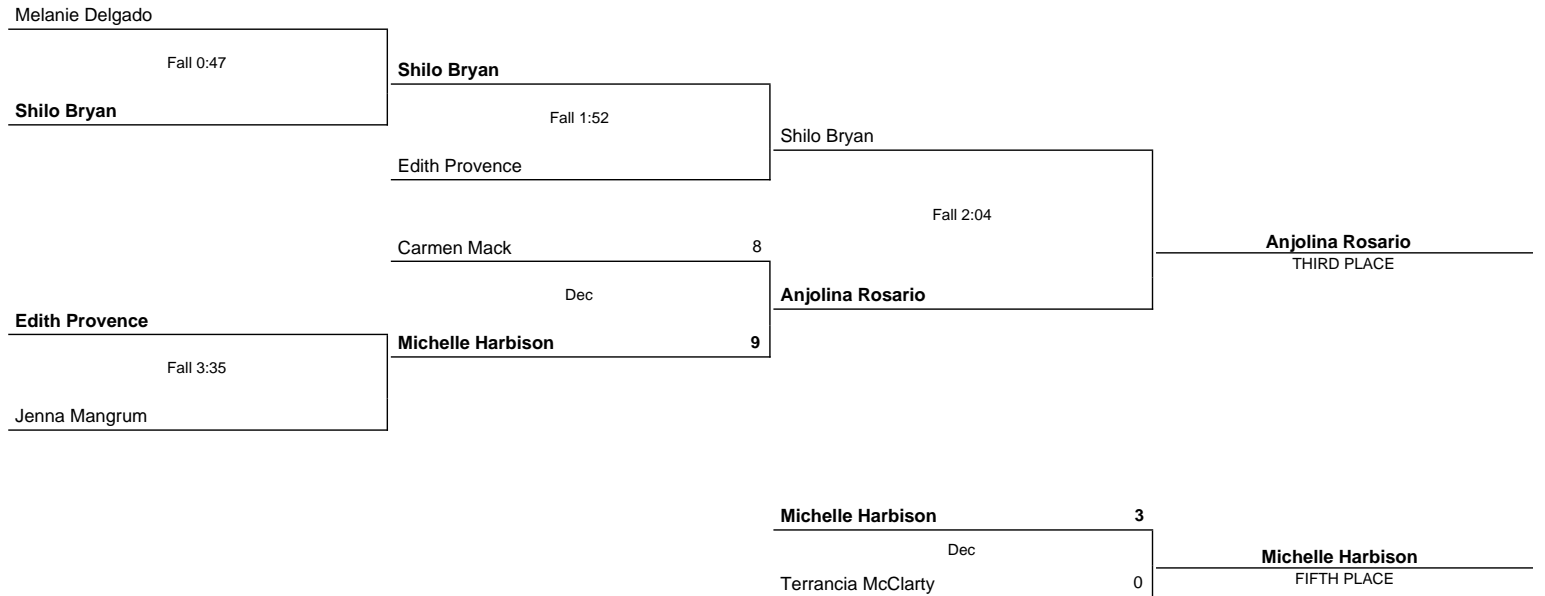 Melanie Delgado
Fall 0:47
Shilo Bryan
Shilo Bryan
Fall 1:52
Edith Provence
Shilo Bryan
Fall 2:04
Carmen Mack 8
Dec
Michelle Harbison 9
Anjolina Rosario
Anjolina Rosario
THIRD PLACE
Edith Provence
Fall 3:35
Jenna Mangrum
Michelle Harbison 3
Dec
Terrancia McClarty 0
Michelle Harbison
FIFTH PLACE